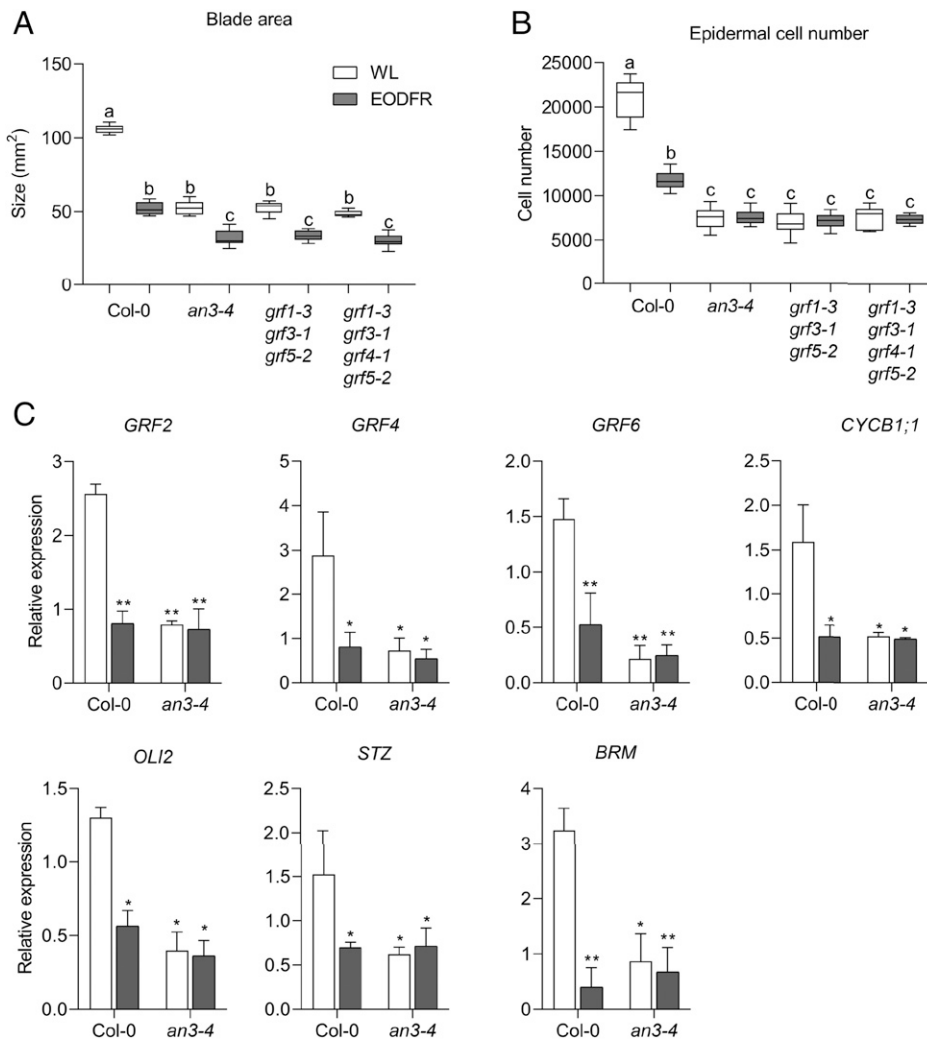 A
Blade area
Size (mm²)
150
100
50
0
WL
EODFR
a
b
b
c
b
c
b
c
Col-0
an3-4
grf1-3
grf3-1
grf5-2
grf1-3
grf3-1
grf4-1
grf5-2
B
Epidermal cell number
Cell number
25000
20000
15000
10000
5000
0
a
b
c
c
c
c
c
c
Col-0
an3-4
grf1-3
grf3-1
grf5-2
grf1-3
grf3-1
grf4-1
grf5-2
C
GRF2
Relative expression
3
2
1
0
**
**
**
Col-0
an3-4
GRF4
5
4
3
2
1
0
*
*
*
Col-0
an3-4
GRF6
2.0
1.5
1.0
0.5
0.0
**
**
**
Col-0
an3-4
CYCB1;1
2.5
2.0
1.5
1.0
0.5
0.0
*
*
*
Col-0
an3-4
OLI2
Relative expression
1.5
1.0
0.5
0.0
*
*
*
Col-0
an3-4
STZ
2.5
2.0
1.5
1.0
0.5
0.0
*
*
*
Col-0
an3-4
BRM
4
3
2
1
0
**
*
**
Col-0
an3-4